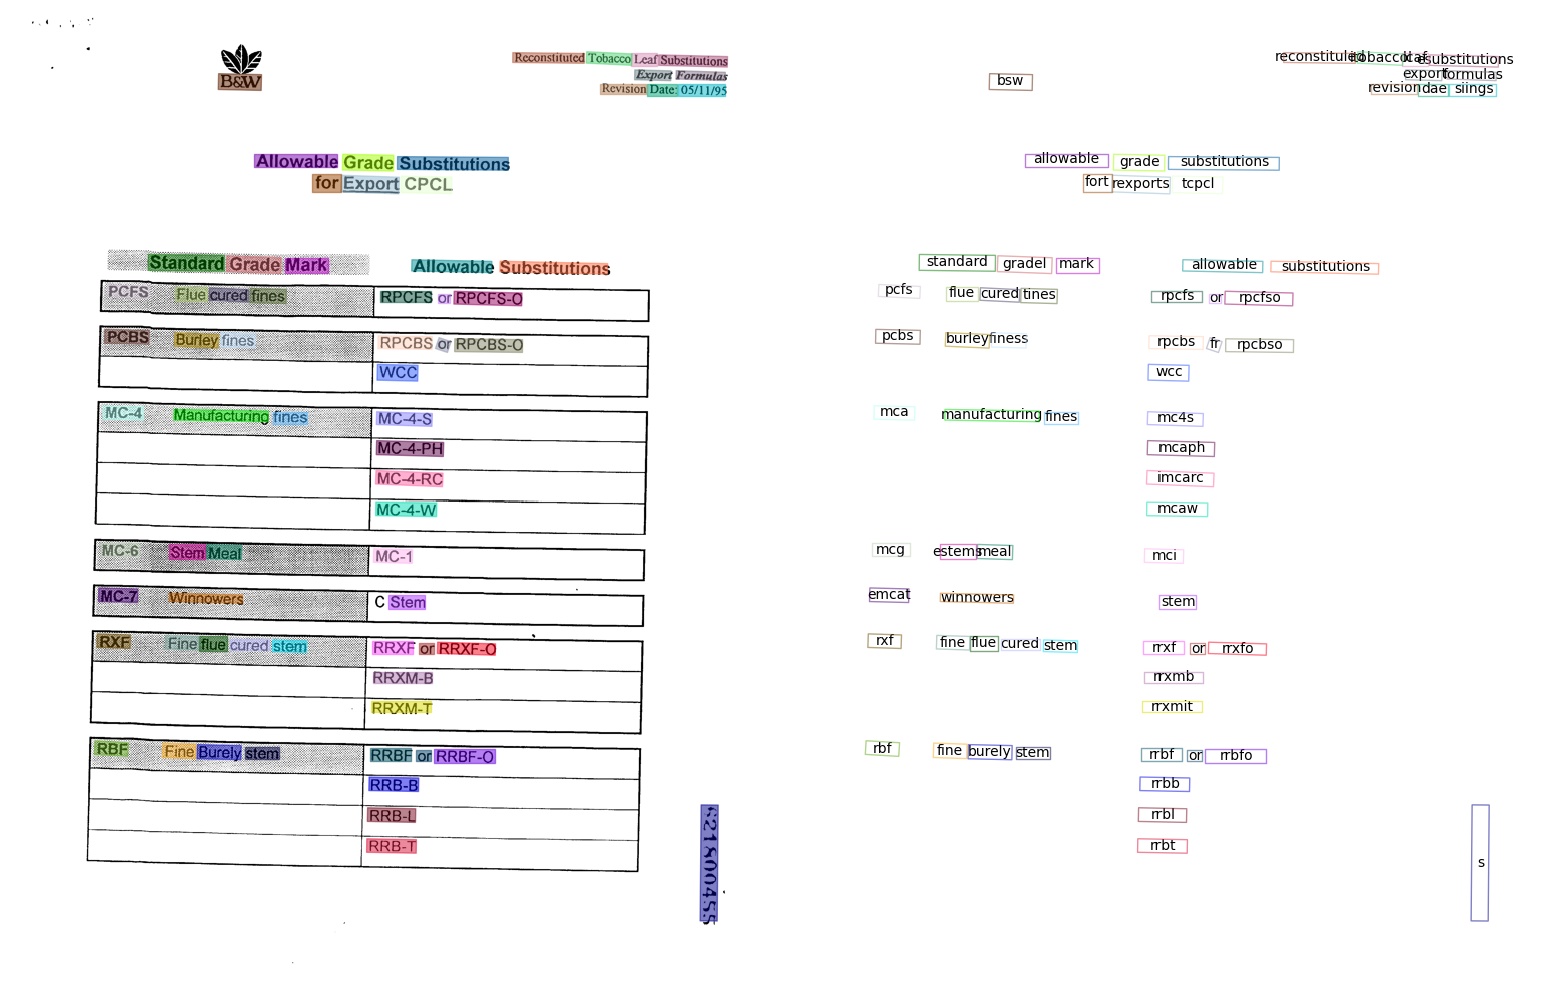 Reconstituted Tobacco Leaf Substitutions
Export Formulas
Revision Date: 05/11/95
B&W
Allowable Grade Substitutions
for Export CPCL
Standard Grade Mark Allowable Substitutions
PCFS Flue cured fines RPCFS or RPCFS-O
PCBS Burley fines RPCBS or RPCBS-O
WCC
MC-4 Manufacturing fines MC-4-S
MC-4-PH
MC-4-RC
MC-4-W
MC-6 Stem Meal MC-1
MC-7 Winnowers C Stem
RXF Fine flue cured stem RRXF or RRXF-O
RRXM-B
RRXM-T
RBF Fine Burely stem RRBF or RRBF-O
RRB-B
RRB-L
RRB-T
621800455
reconstituted tobacco leaf substitutions
export formulas
revision dae siings
bsw
allowable grade substitutions
fort exports tcpcl
standard gradel mark allowable substitutions
pcfs flue cured tines rpcfs or rpcfso
pcbs burley finess rpcbs fr rpcbso
wcc
mca manufacturing fines mc4s
mcaph
imcarc
mcaw
mcg estems meal mci
emcat winnowers stem
rxf fine flue cured stem rrxf or rrxfo
rrxmb
rrxmit
rbf fine burely stem rrbf or rrbfo
rrbb
rrbl
rrbt
s